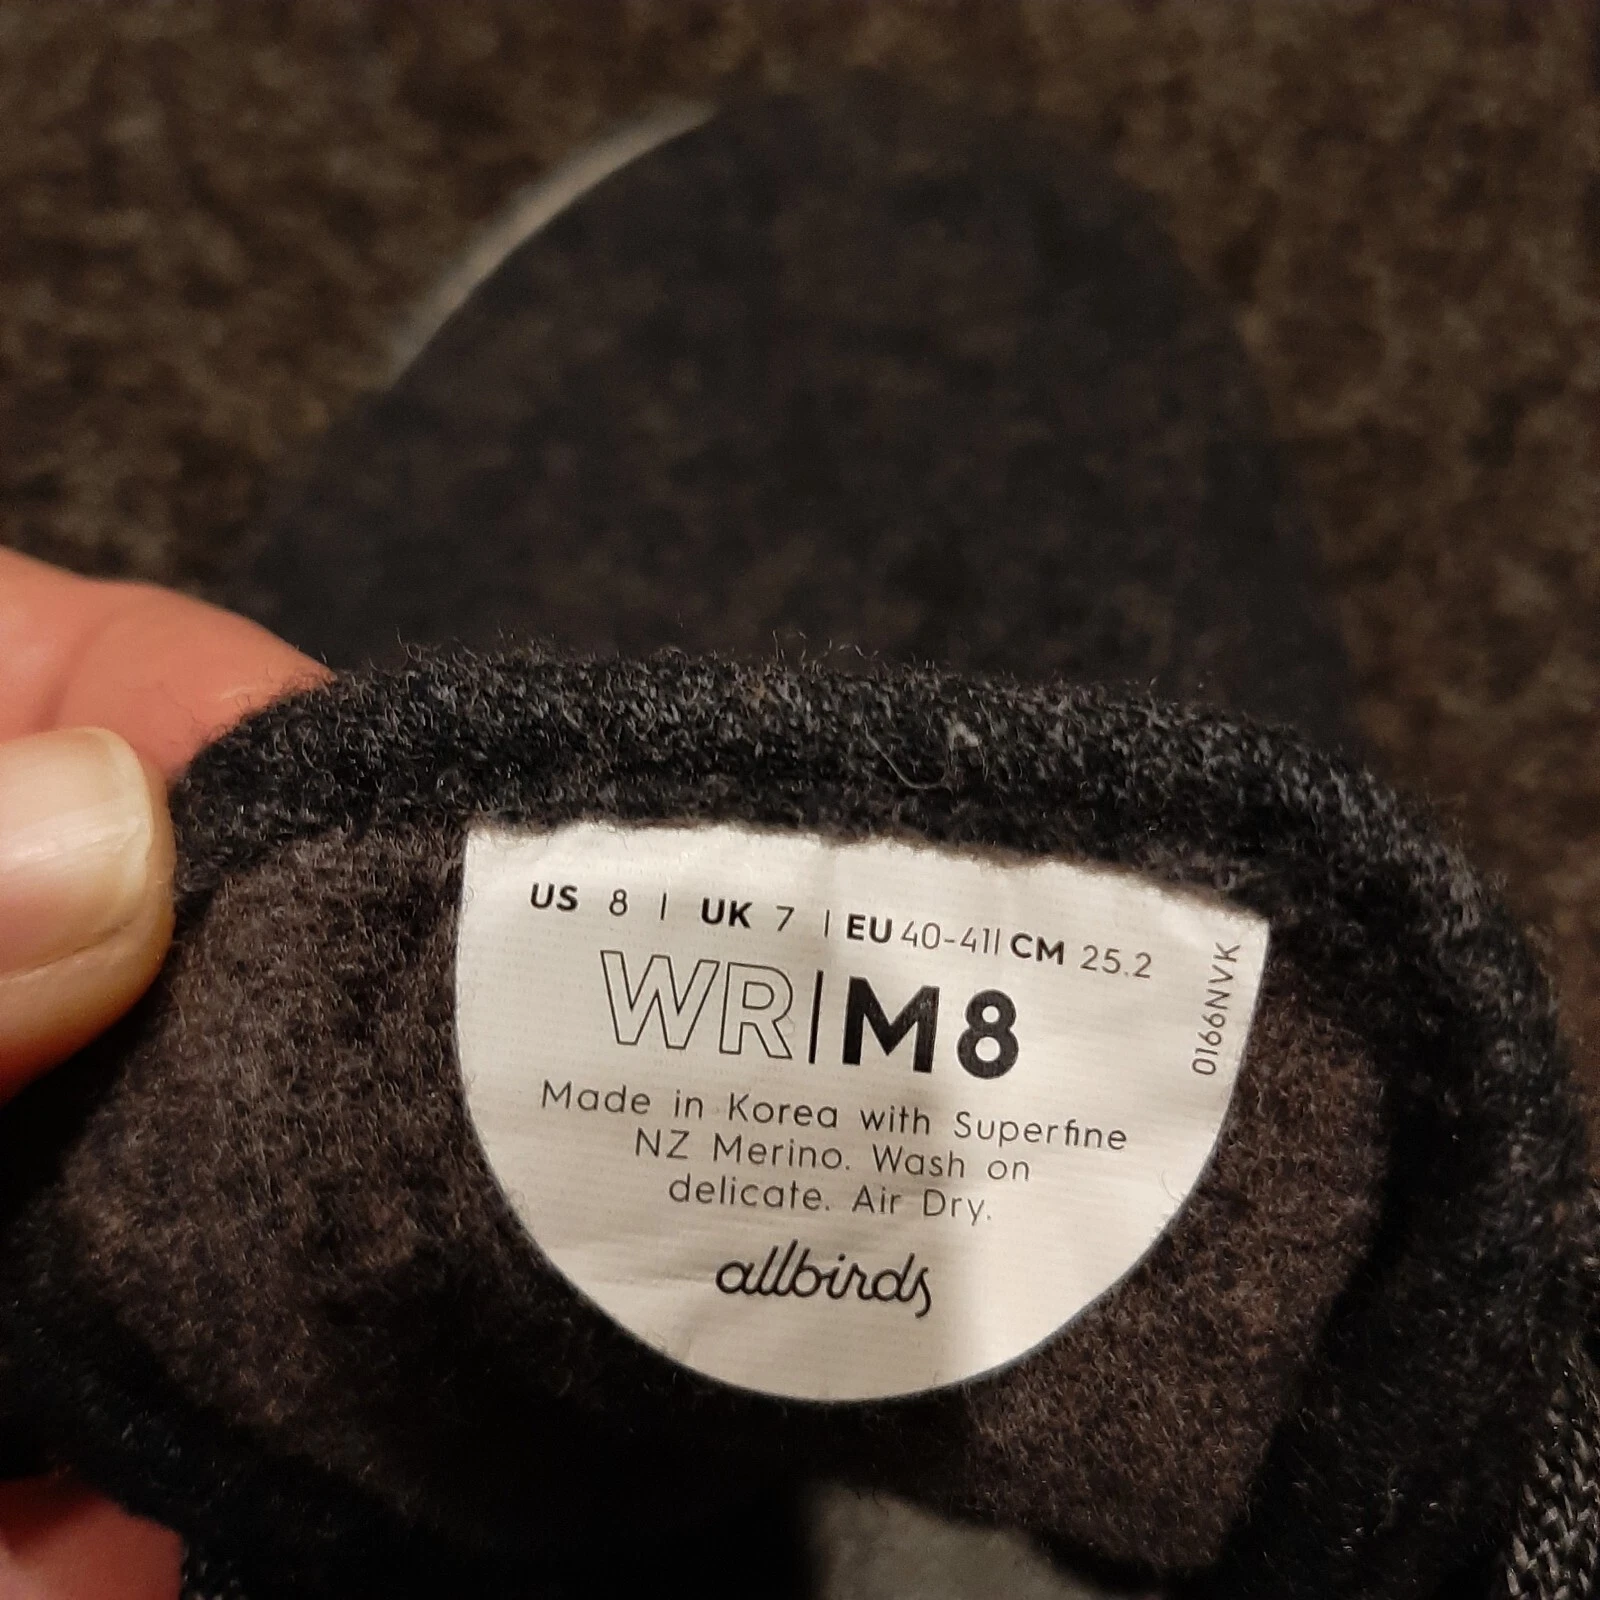 US 8 | UK 7 | EU 40-41| CM 25.2
WR|M8
Made in Korea with Superfine
NZ Merino. Wash on
delicate. Air Dry.
allbirds
0166NVK